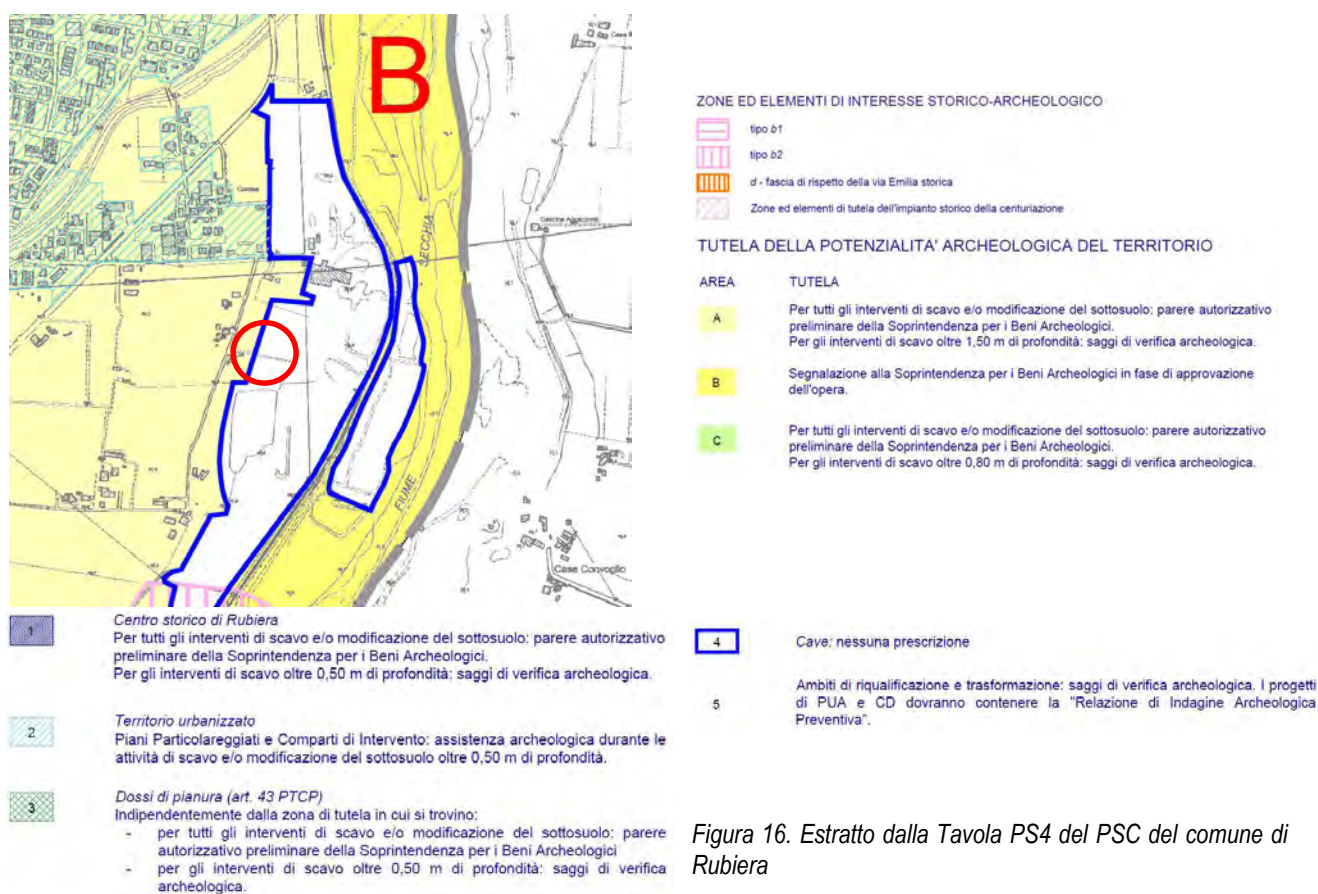 B
SECCHIA
FIUME
Case Convoglio
ZONE ED ELEMENTI DI INTERESSE STORICO-ARCHEOLOGICO
tipo b1
tipo b2
d - fascia di rispetto della via Emilia storica
Zone ed elementi di tutela dell'impianto storico della centuriazione
TUTELA DELLA POTENZIALITA' ARCHEOLOGICA DEL TERRITORIO
AREA TUTELA
A Per tutti gli interventi di scavo e/o modificazione del sottosuolo: parere autorizzativo
preliminare della Soprintendenza per i Beni Archeologici.
Per gli interventi di scavo oltre 1,50 m di profondità: saggi di verifica archeologica.
B Segnalazione alla Soprintendenza per i Beni Archeologici in fase di approvazione
dell'opera.
C Per tutti gli interventi di scavo e/o modificazione del sottosuolo: parere autorizzativo
preliminare della Soprintendenza per i Beni Archeologici.
Per gli interventi di scavo oltre 0,80 m di profondità: saggi di verifica archeologica.
1 Centro storico di Rubiera
Per tutti gli interventi di scavo e/o modificazione del sottosuolo: parere autorizzativo
preliminare della Soprintendenza per i Beni Archeologici.
Per gli interventi di scavo oltre 0,50 m di profondità: saggi di verifica archeologica.
2 Territorio urbanizzato
Piani Particolareggiati e Comparti di Intervento: assistenza archeologica durante le
attività di scavo e/o modificazione del sottosuolo oltre 0,50 m di profondità.
3 Dossi di pianura (art. 43 PTCP)
Indipendentemente dalla zona di tutela in cui si trovino:
- per tutti gli interventi di scavo e/o modificazione del sottosuolo: parere
autorizzativo preliminare della Soprintendenza per i Beni Archeologici
- per gli interventi di scavo oltre 0,50 m di profondità: saggi di verifica
archeologica.
4 Cave: nessuna prescrizione
5 Ambiti di riqualificazione e trasformazione: saggi di verifica archeologica. I progetti
di PUA e CD dovranno contenere la "Relazione di Indagine Archeologica
Preventiva".
Figura 16. Estratto dalla Tavola PS4 del PSC del comune di
Rubiera